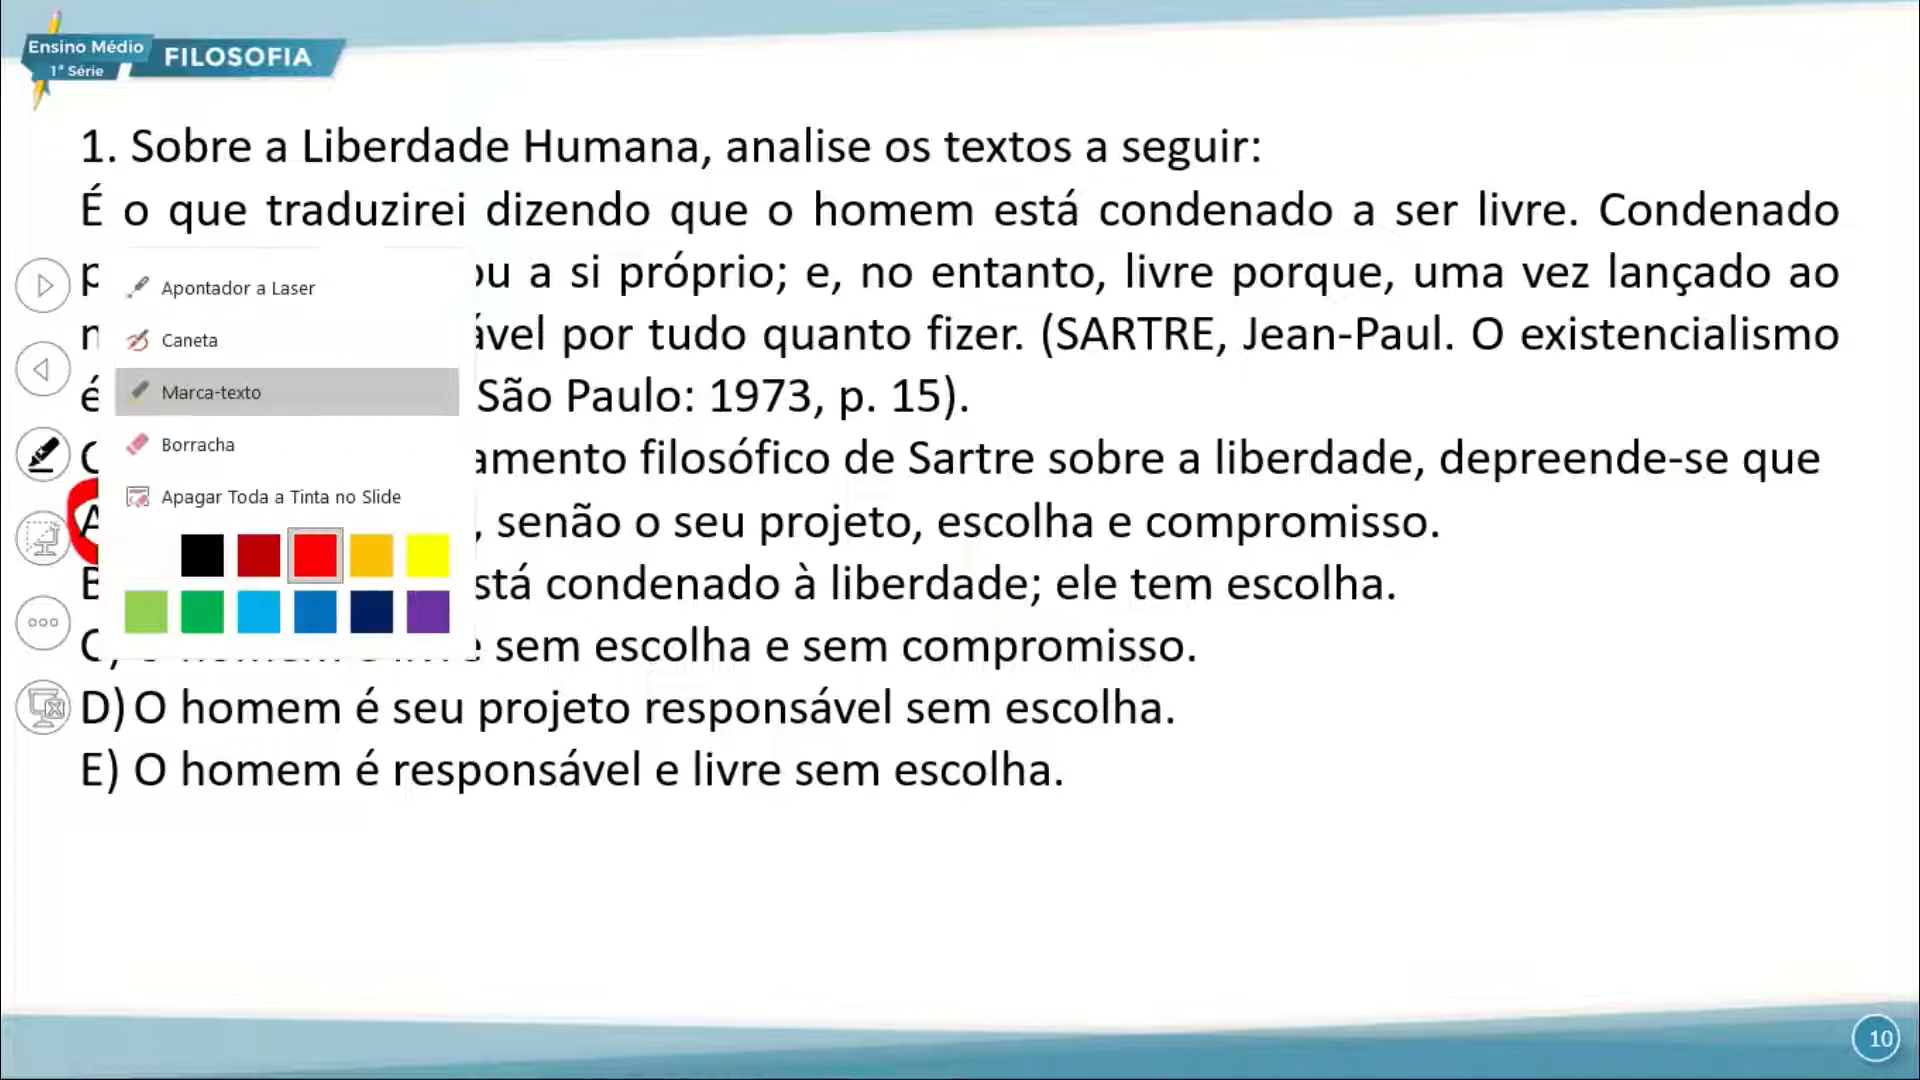 Ensino Médio
1ª Série
FILOSOFIA
1. Sobre a Liberdade Humana, analise os textos a seguir:
É o que traduzirei dizendo que o homem está condenado a ser livre. Condenado
a si próprio; e, no entanto, livre porque, uma vez lançado ao
por tudo quanto fizer. (SARTRE, Jean-Paul. O existencialismo
é São Paulo: 1973, p. 15).
filosófico de Sartre sobre a liberdade, depreende-se que
A , senão o seu projeto, escolha e compromisso.
B condenado à liberdade; ele tem escolha.
C) sem escolha e sem compromisso.
D) O homem é seu projeto responsável sem escolha.
E) O homem é responsável e livre sem escolha.
Apontador a Laser
Caneta
Marca-texto
Borracha
Apagar Toda a Tinta no Slide
10